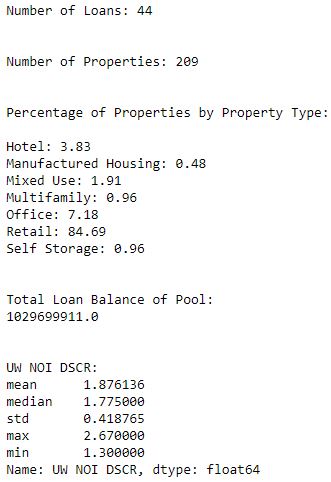 Number of Loans: 44
Number of Properties: 209
Percentage of Properties by Property Type:
Hotel: 3.83
Manufactured Housing: 0.48
Mixed Use: 1.91
Multifamily: 0.96
Office: 7.18
Retail: 84.69
Self Storage: 0.96
Total Loan Balance of Pool:
1029699911.0
UW NOI DSCR:
mean 1.876136
median 1.775000
std 0.418765
max 2.670000
min 1.300000
Name: UW NOI DSCR, dtype: float64